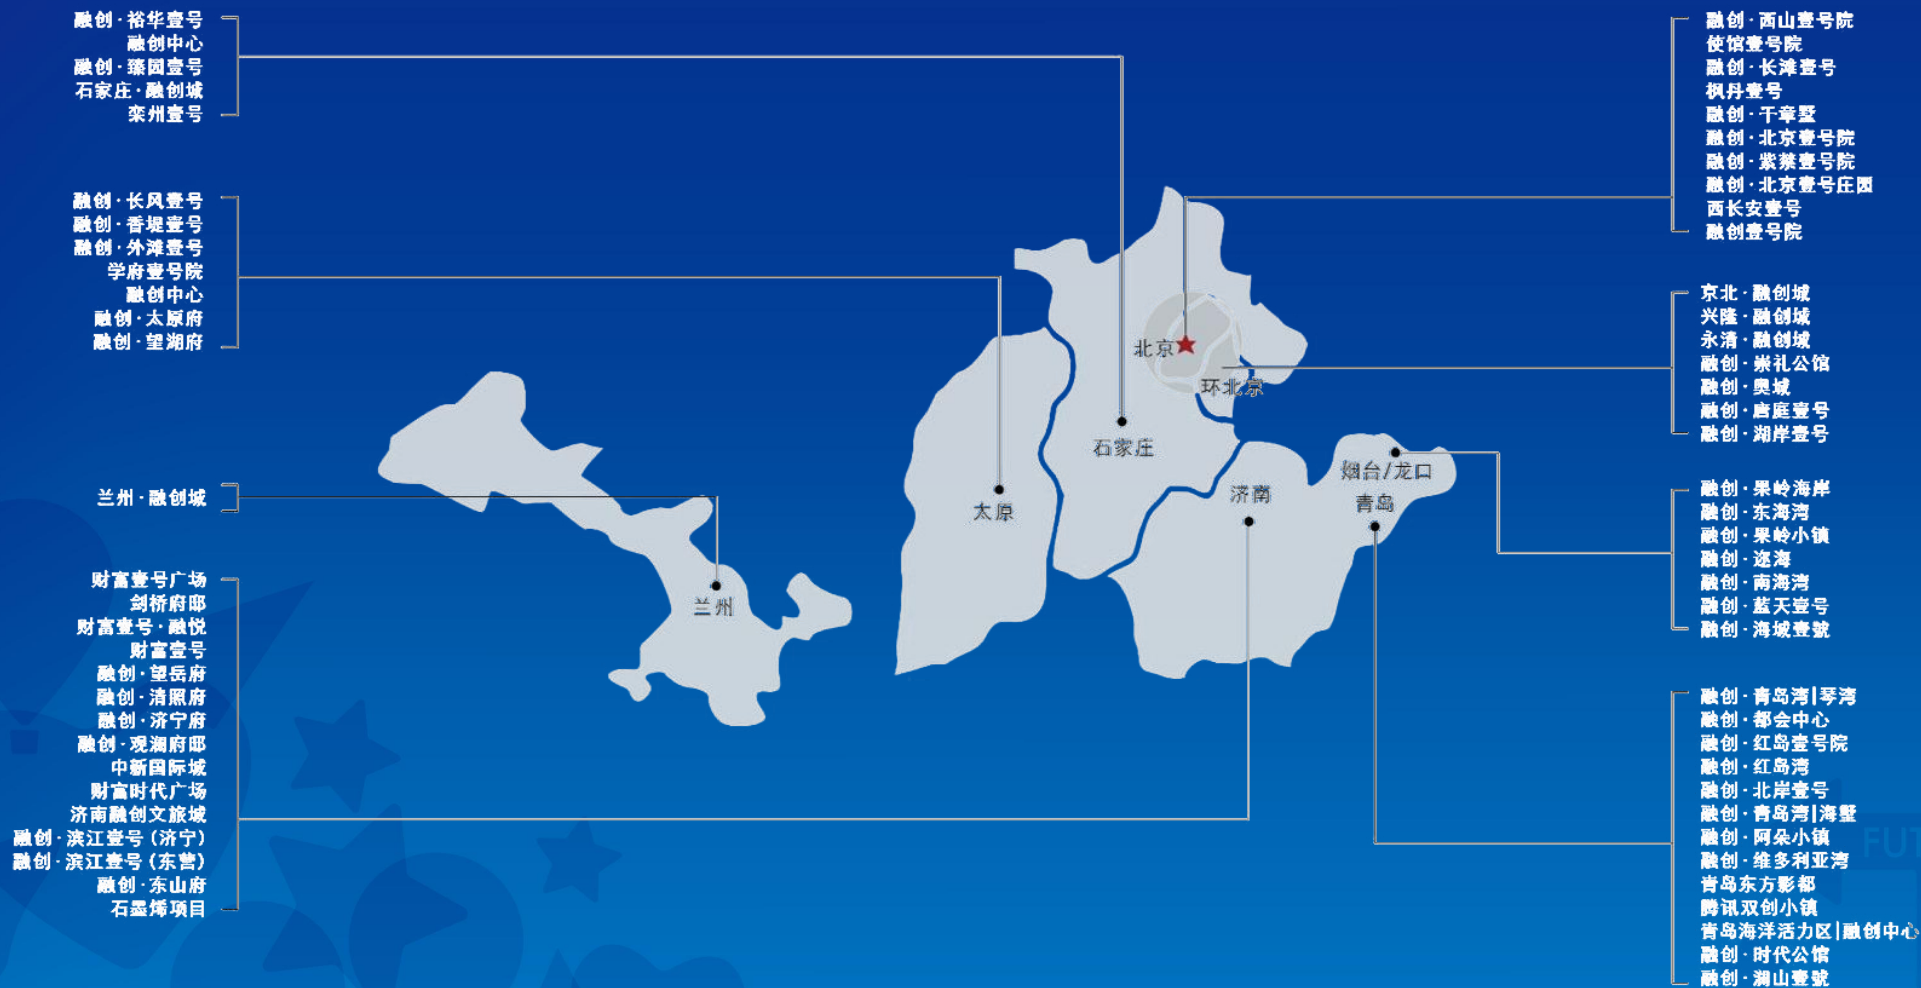 融创·裕华壹号
融创中心
融创·臻园壹号
石家庄·融创城
栾州壹号
融创·长风壹号
融创·香堤壹号
融创·外滩壹号
学府壹号院
融创中心
融创·太原府
融创·望湖府
兰州·融创城
财富壹号广场
剑桥府邸
财富壹号·融悦
财富壹号
融创·望岳府
融创·清照府
融创·济宁府
融创·观澜府邸
中新国际城
财富时代广场
济南融创文旅城
融创·滨江壹号(济宁)
融创·滨江壹号(东营)
融创·东山府
石墨烯项目
北京
环北京
石家庄
太原
济南
烟台/龙口
青岛
兰州
融创·西山壹号院
使馆壹号院
融创·长滩壹号
枫丹壹号
融创·千章墅
融创·北京壹号院
融创·紫禁壹号院
融创·北京壹号庄园
西长安壹号
融创壹号院
京北·融创城
兴隆·融创城
永清·融创城
融创·崇礼公馆
融创·奥城
融创·唐庭壹号
融创·湖岸壹号
融创·果岭海岸
融创·东海湾
融创·果岭小镇
融创·迩海
融创·南海湾
融创·蓝天壹号
融创·海城壹號
融创·青岛湾|琴湾
融创·都会中心
融创·红岛壹号院
融创·红岛湾
融创·北岸壹号
融创·青岛湾|海墅
融创·阿朵小镇
融创·维多利亚湾
青岛东方影都
腾讯双创小镇
青岛海洋活力区|融创中心
融创·时代公馆
融创·湖山壹號
FUT